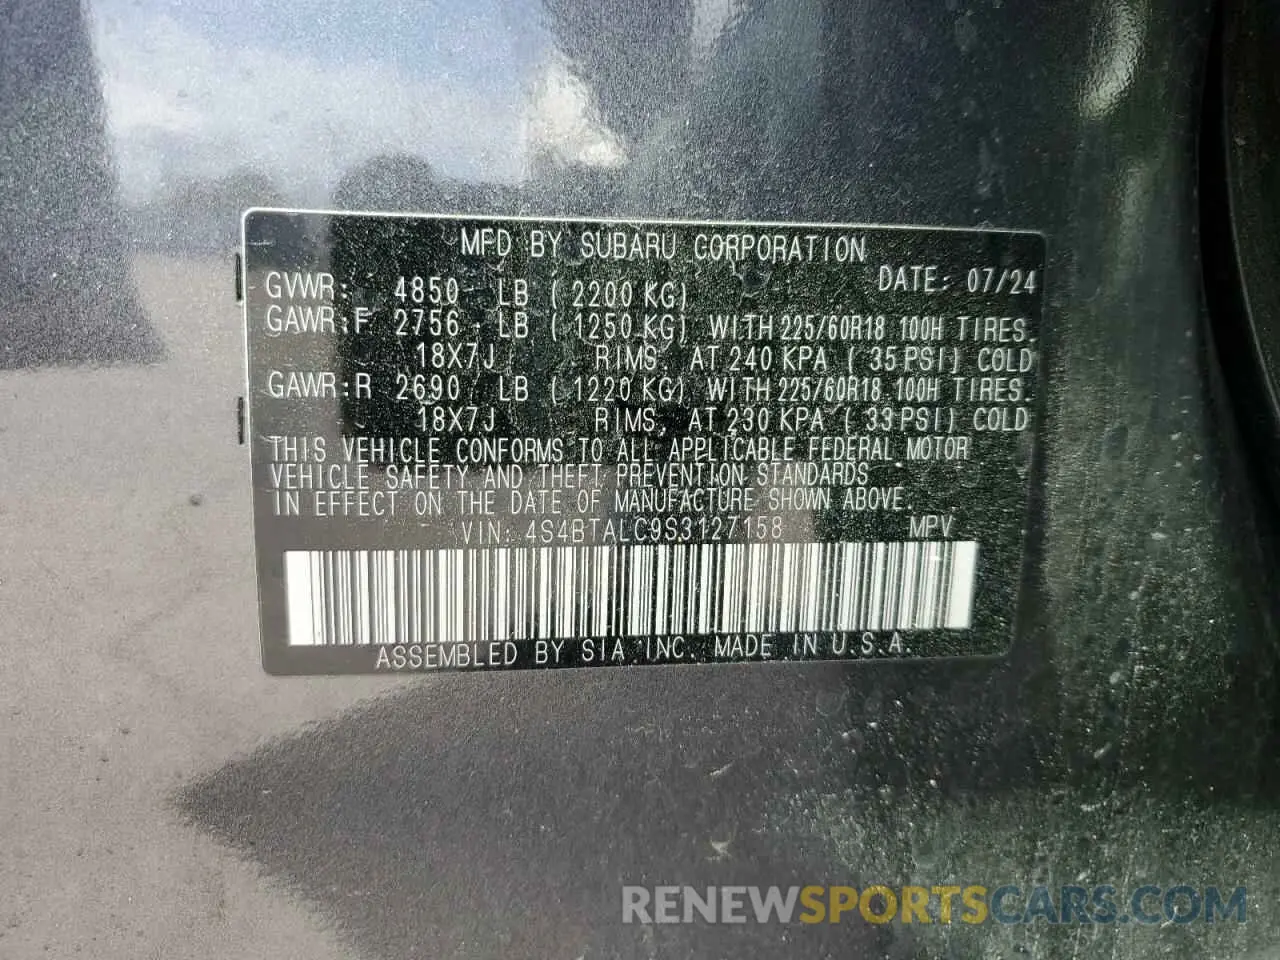 MFD BY SUBARU CORPORATION
DATE: 07/24
GVWR: 4850 LB ( 2200 KG)
GAWR:F 2756 LB ( 1250 KG) WITH 225/60R18 100H TIRES.
18X7J RIMS, AT 240 KPA ( 35 PSI) COLD
GAWR:R 2690 LB ( 1220 KG) WITH 225/60R18 100H TIRES.
18X7J RIMS, AT 230 KPA ( 33 PSI) COLD
THIS VEHICLE CONFORMS TO ALL APPLICABLE FEDERAL MOTOR
VEHICLE SAFETY AND THEFT PREVENTION STANDARDS
IN EFFECT ON THE DATE OF MANUFACTURE SHOWN ABOVE.
VIN: 4S4BTALC9S3127158 MPV
ASSEMBLED BY SIA INC. MADE IN U.S.A.
RENEWSPORTSCARS.COM